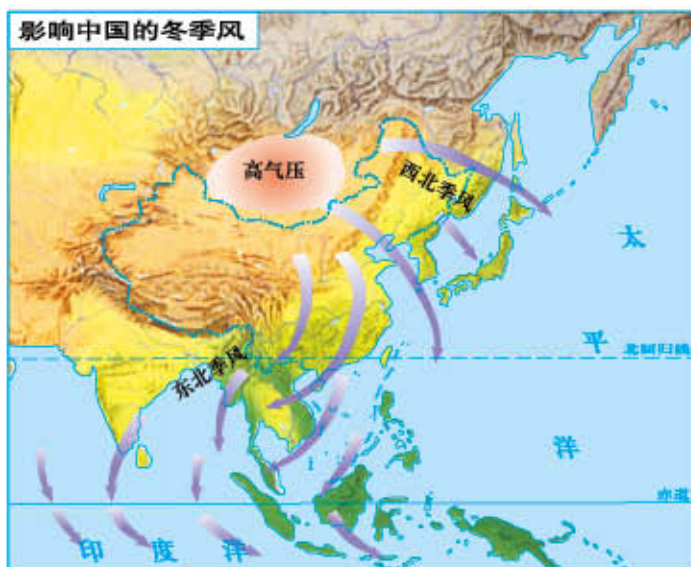 影响中国的冬季风
高气压
西北季风
太
平
北回归线
东北季风
洋
赤道
印度洋